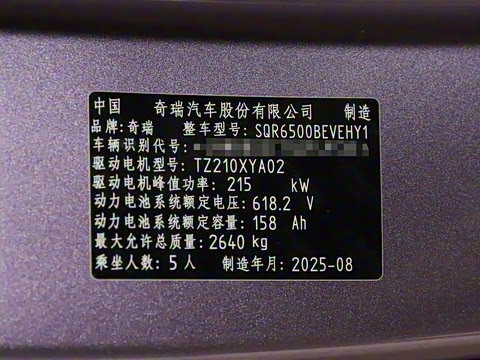 中国 奇瑞汽车股份有限公司 制造
品牌: 奇瑞 整车型号: SQR6500BEVEHY1
车辆识别代号:
驱动电机型号: TZ210XYA02
驱动电机峰值功率: 215 kW
动力电池系统额定电压: 618.2 V
动力电池系统额定容量: 158 Ah
最大允许总质量: 2640 kg
乘坐人数: 5 人 制造年月: 2025-08